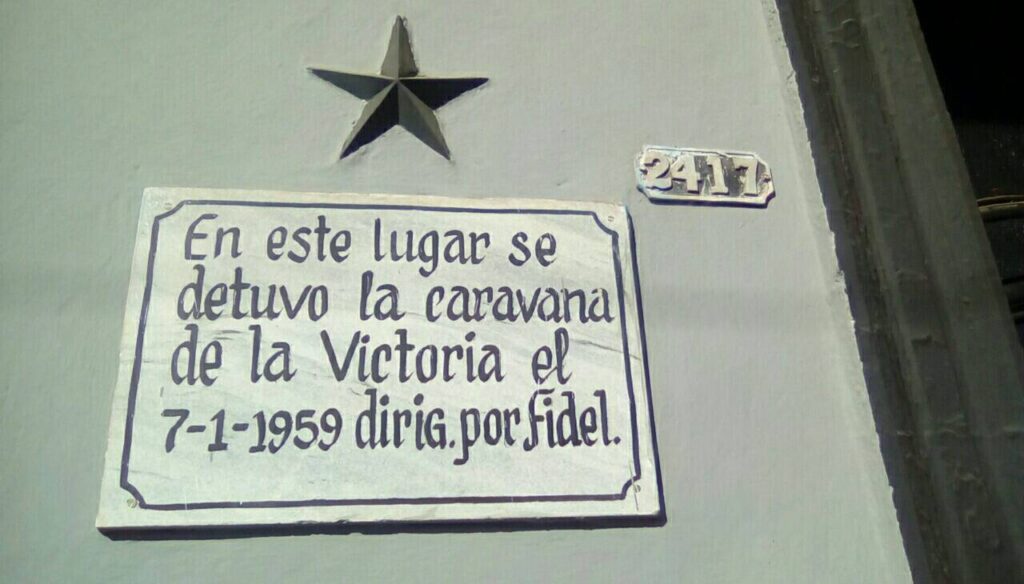 2417
En este lugar se
detuvo la caravana
de la Victoria el
7-1-1959 dirig. por fidel.